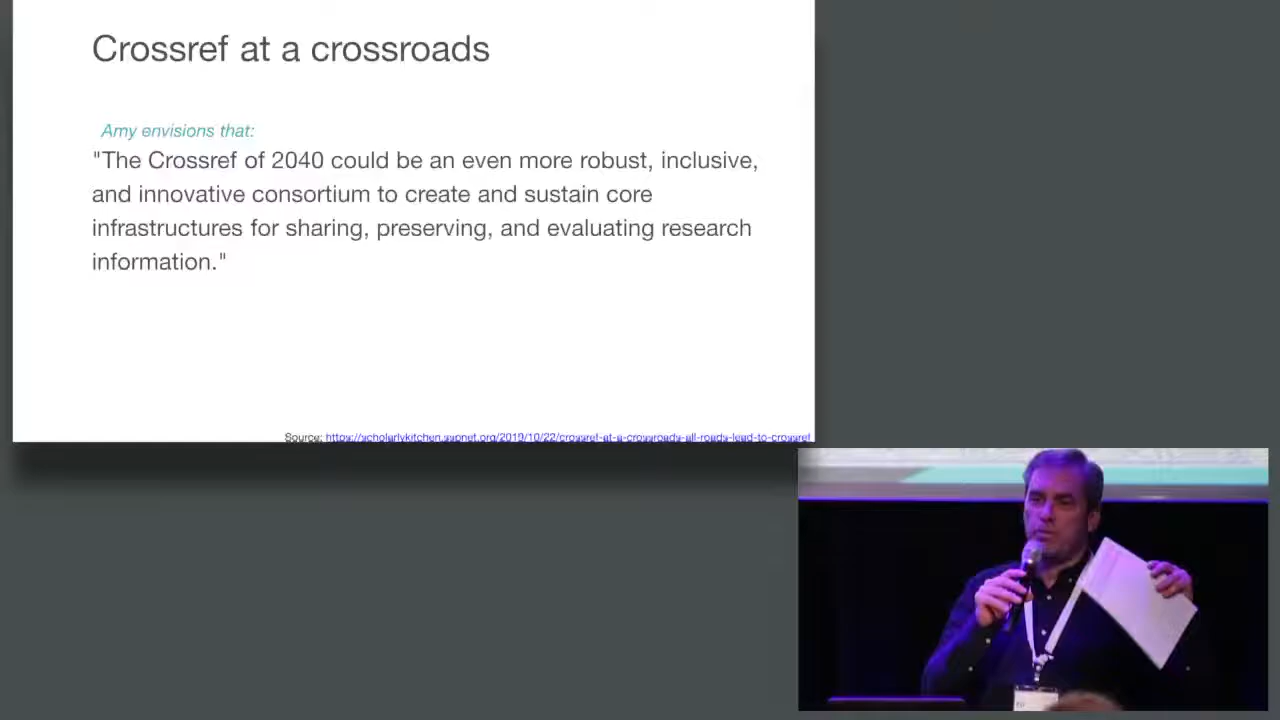 Crossref at a crossroads
Amy envisions that:
"The Crossref of 2040 could be an even more robust, inclusive,
and innovative consortium to create and sustain core
infrastructures for sharing, preserving, and evaluating research
information."
Source: https://scholarlykitchen.sspnet.org/2019/10/22/crossref-at-a-crossroads-all-roads-lead-to-crossref